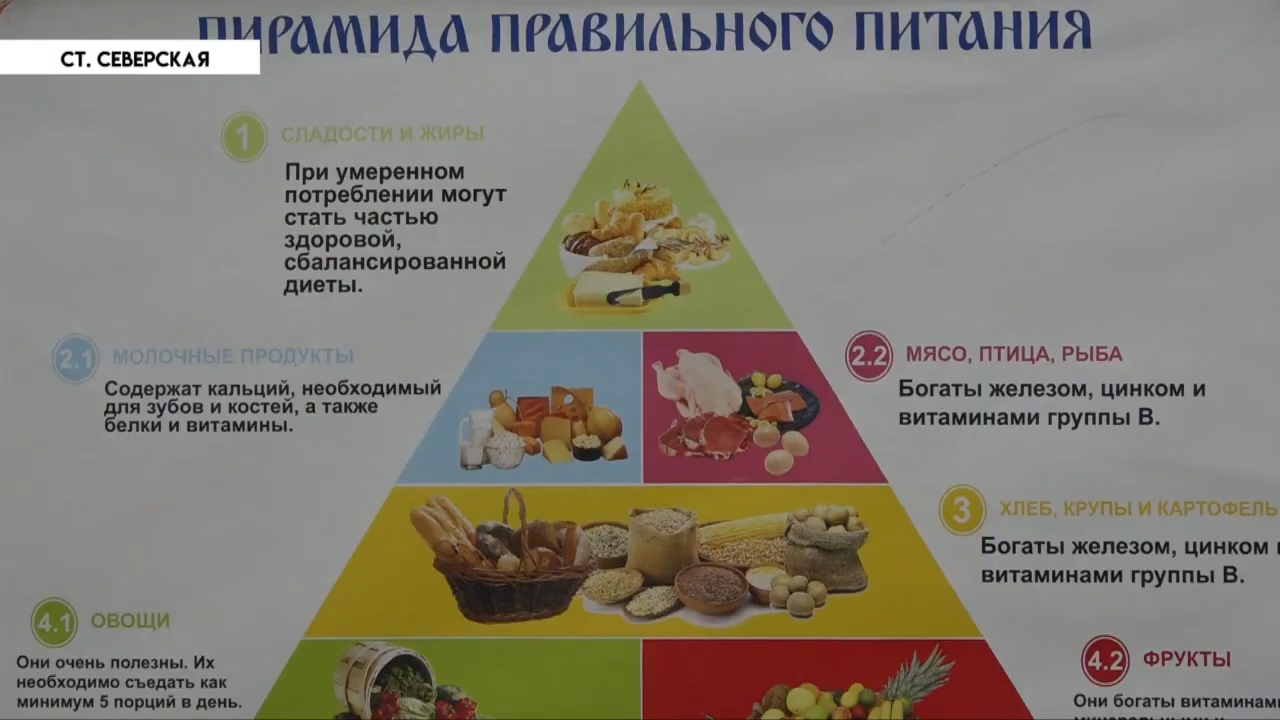 ПИРАМИДА ПРАВИЛЬНОГО ПИТАНИЯ
СТ. СЕВЕРСКАЯ
1 СЛАДОСТИ И ЖИРЫ
При умеренном
потреблении могут
стать частью
здоровой,
сбалансированной
диеты.
2.1 МОЛОЧНЫЕ ПРОДУКТЫ
Содержат кальций, необходимый
для зубов и костей, а также
белки и витамины.
2.2 МЯСО, ПТИЦА, РЫБА
Богаты железом, цинком и
витаминами группы В.
3 ХЛЕБ, КРУПЫ И КАРТОФЕЛЬ
Богаты железом, цинком и
витаминами группы В.
4.1 ОВОЩИ
Они очень полезны. Их
необходимо съедать как
минимум 5 порций в день.
4.2 ФРУКТЫ
Они богаты витаминами